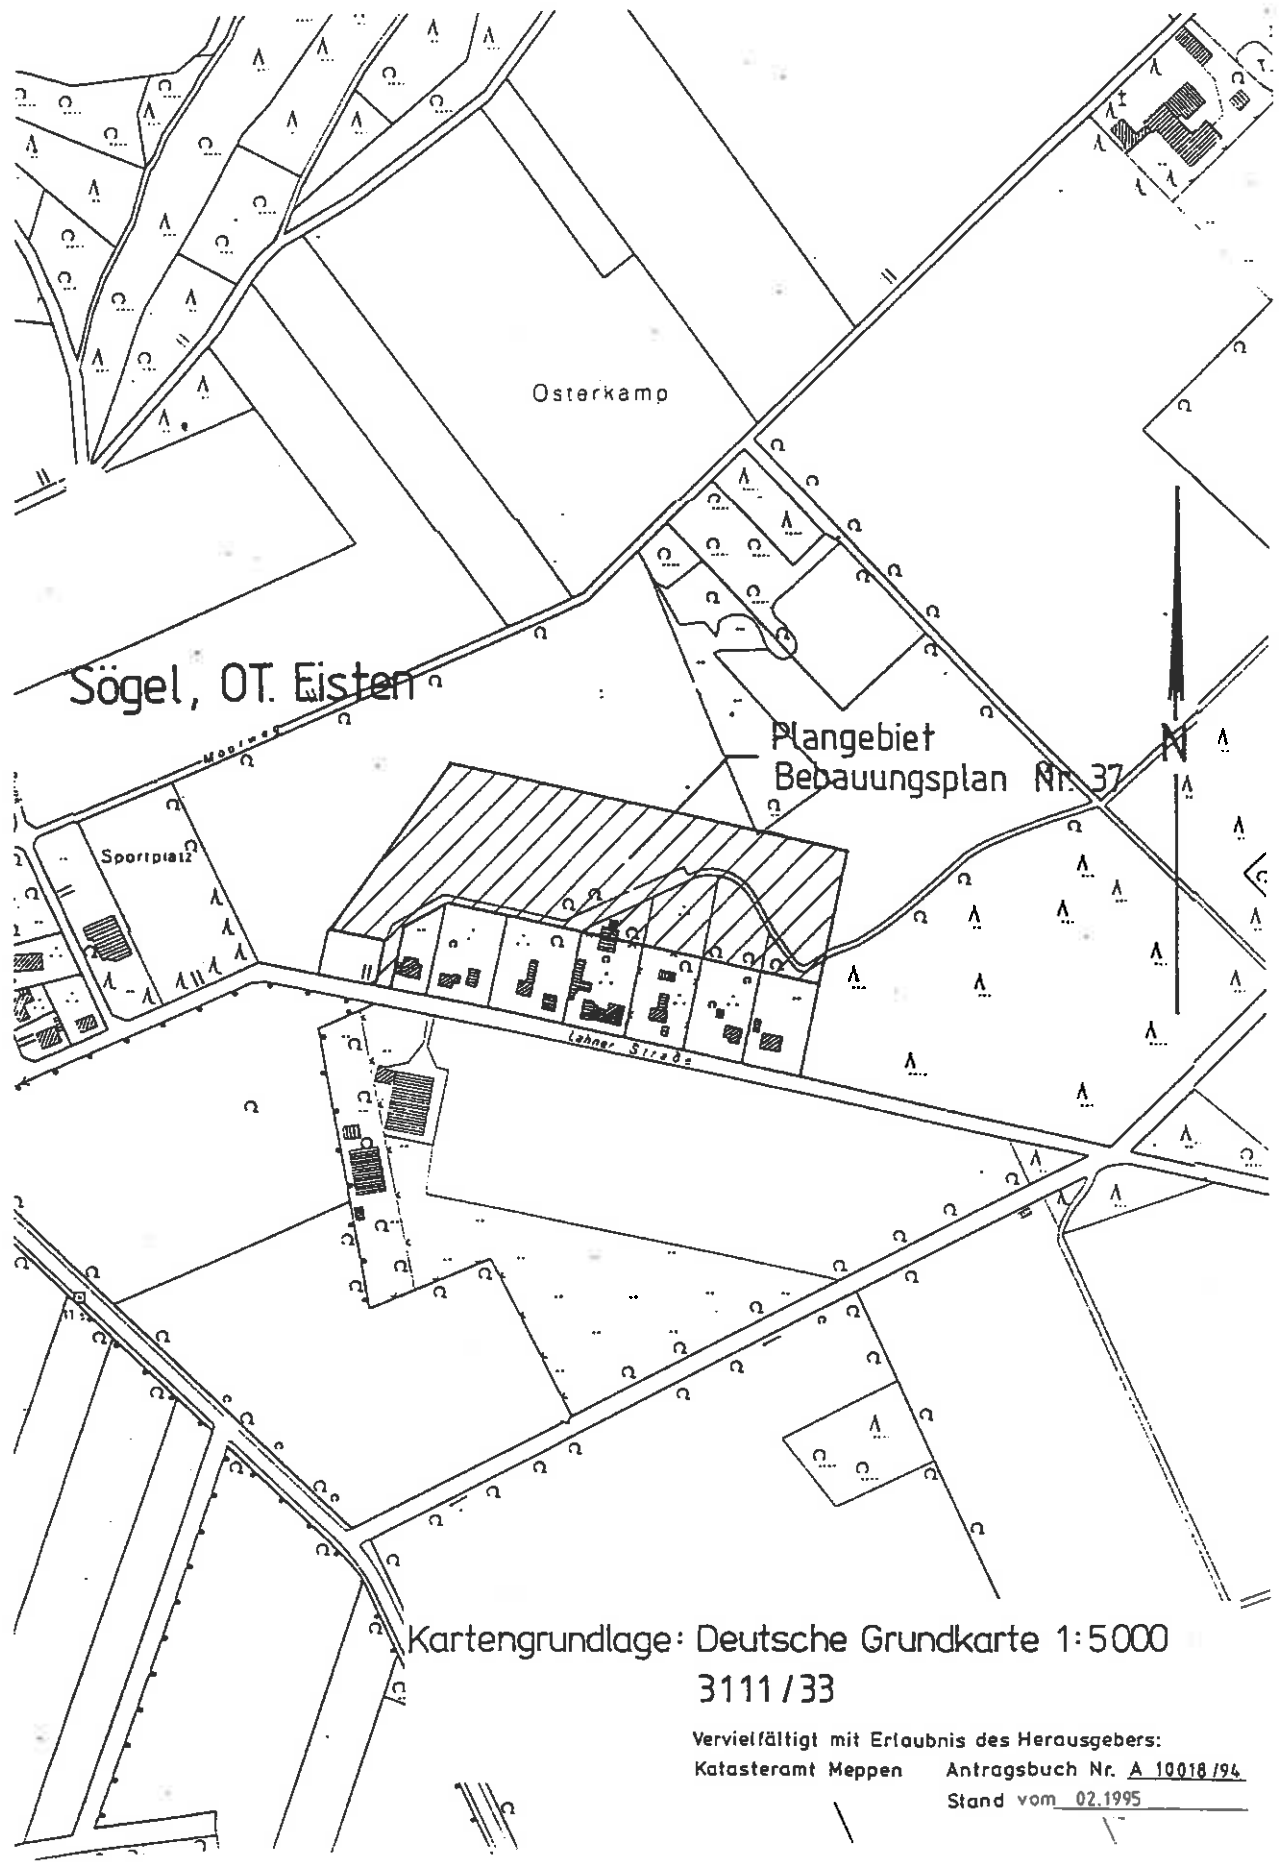 Osterkamp
Sögel, OT. Eisten
Moorweg
Plangebiet
Bebauungsplan Nr. 37
N
Sportplatz
Lahner Straße
Kartengrundlage: Deutsche Grundkarte 1:5000
3111/33
Vervielfältigt mit Erlaubnis des Herausgebers:
Katasteramt Meppen Antragsbuch Nr. A 10018/94
Stand vom 02.1995